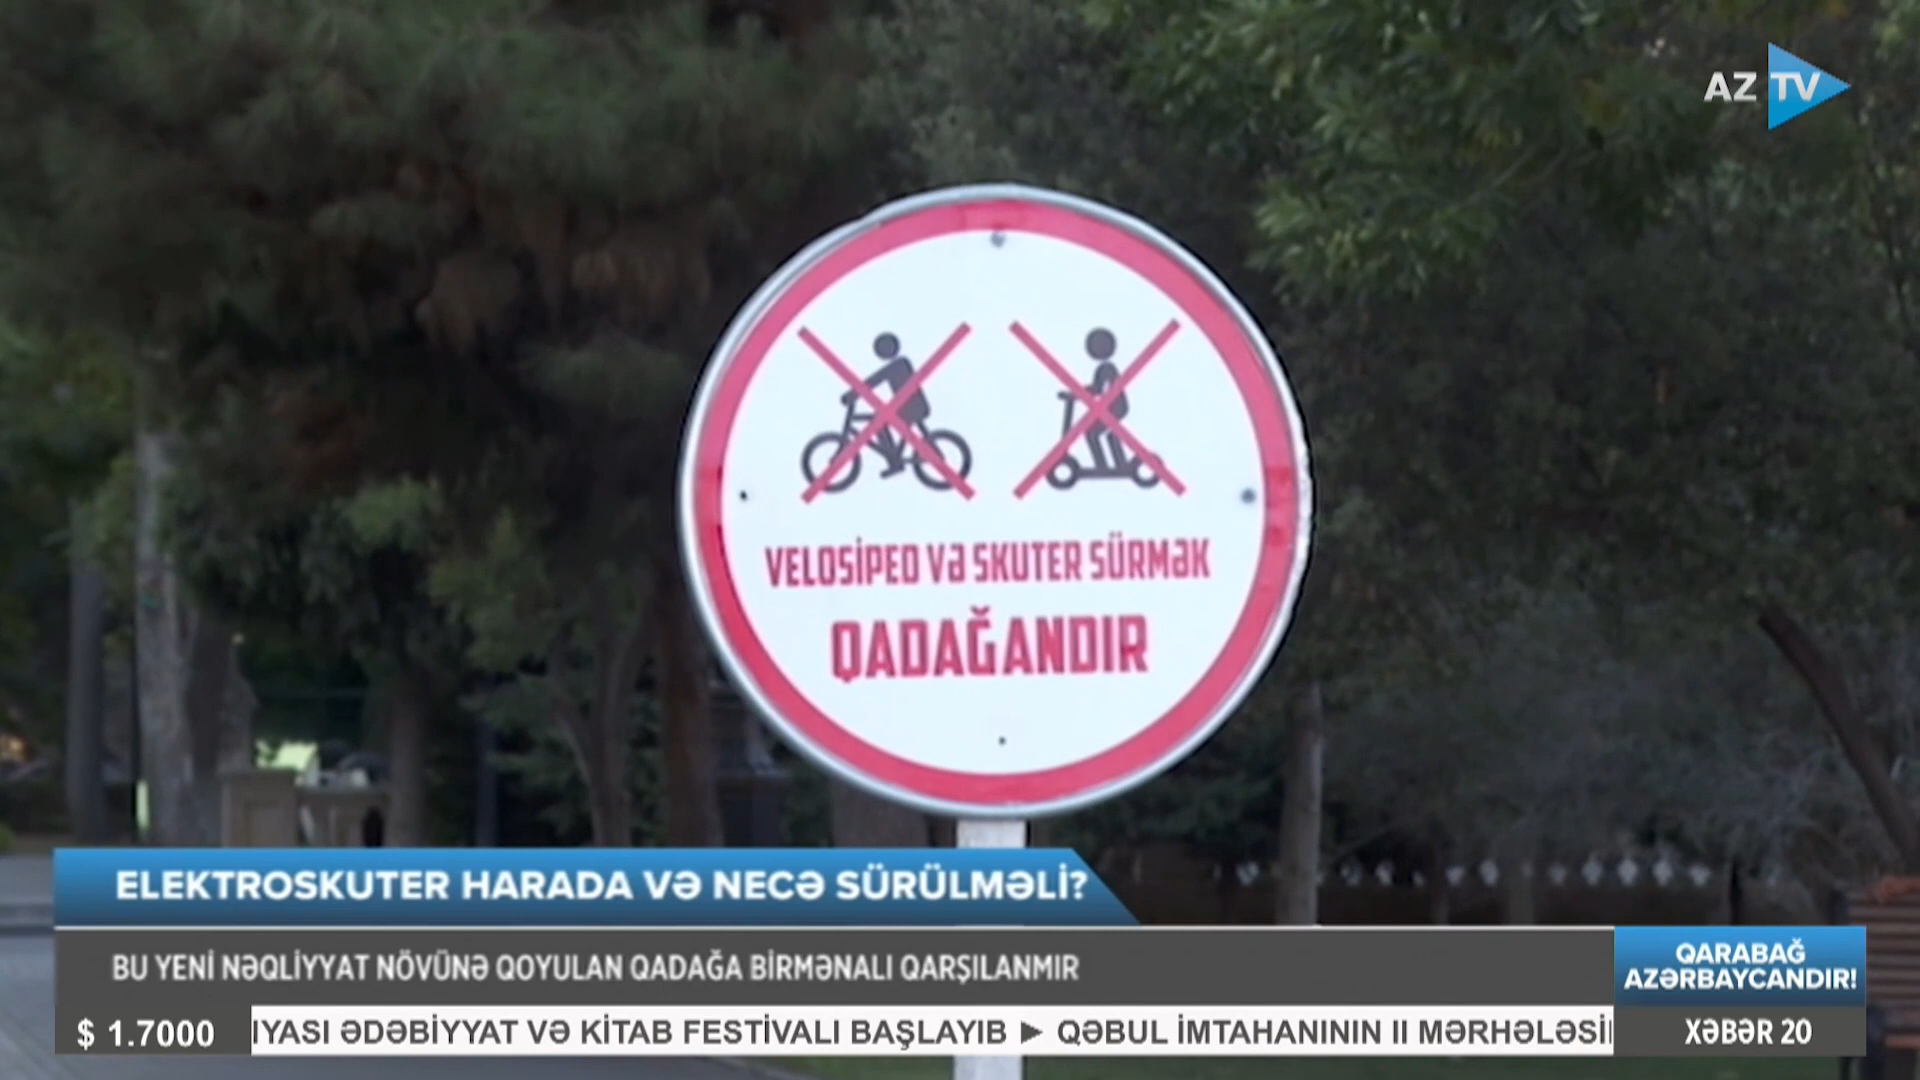 AZ TV
VELOSİPED VƏ SKUTER SÜRMƏK
QADAĞANDIR
ELEKTROSKUTER HARADA VƏ NECƏ SÜRÜLMƏLİ?
BU YENİ NƏQLİYYAT NÖVÜNƏ QOYULAN QADAĞA BİRMƏNALI QARŞILANMIR
QARABAĞ
AZƏRBAYCANDIR!
$ 1.7000
IYASI ƏDƏBİYYAT VƏ KİTAB FESTİVALI BAŞLAYIB ► QƏBUL İMTAHANININ II MƏRHƏLƏSİ
XƏBƏR 20